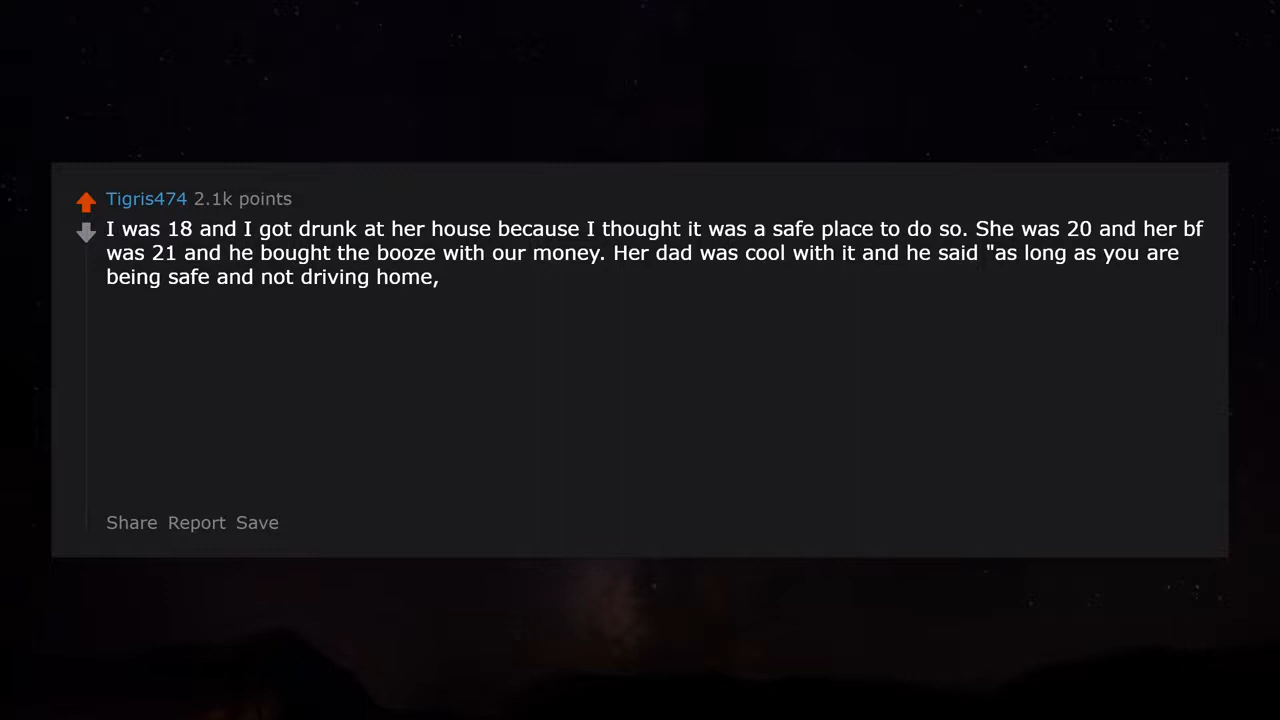 Tigris474 2.1k points
I was 18 and I got drunk at her house because I thought it was a safe place to do so. She was 20 and her bf
was 21 and he bought the booze with our money. Her dad was cool with it and he said "as long as you are
being safe and not driving home,
Share Report Save